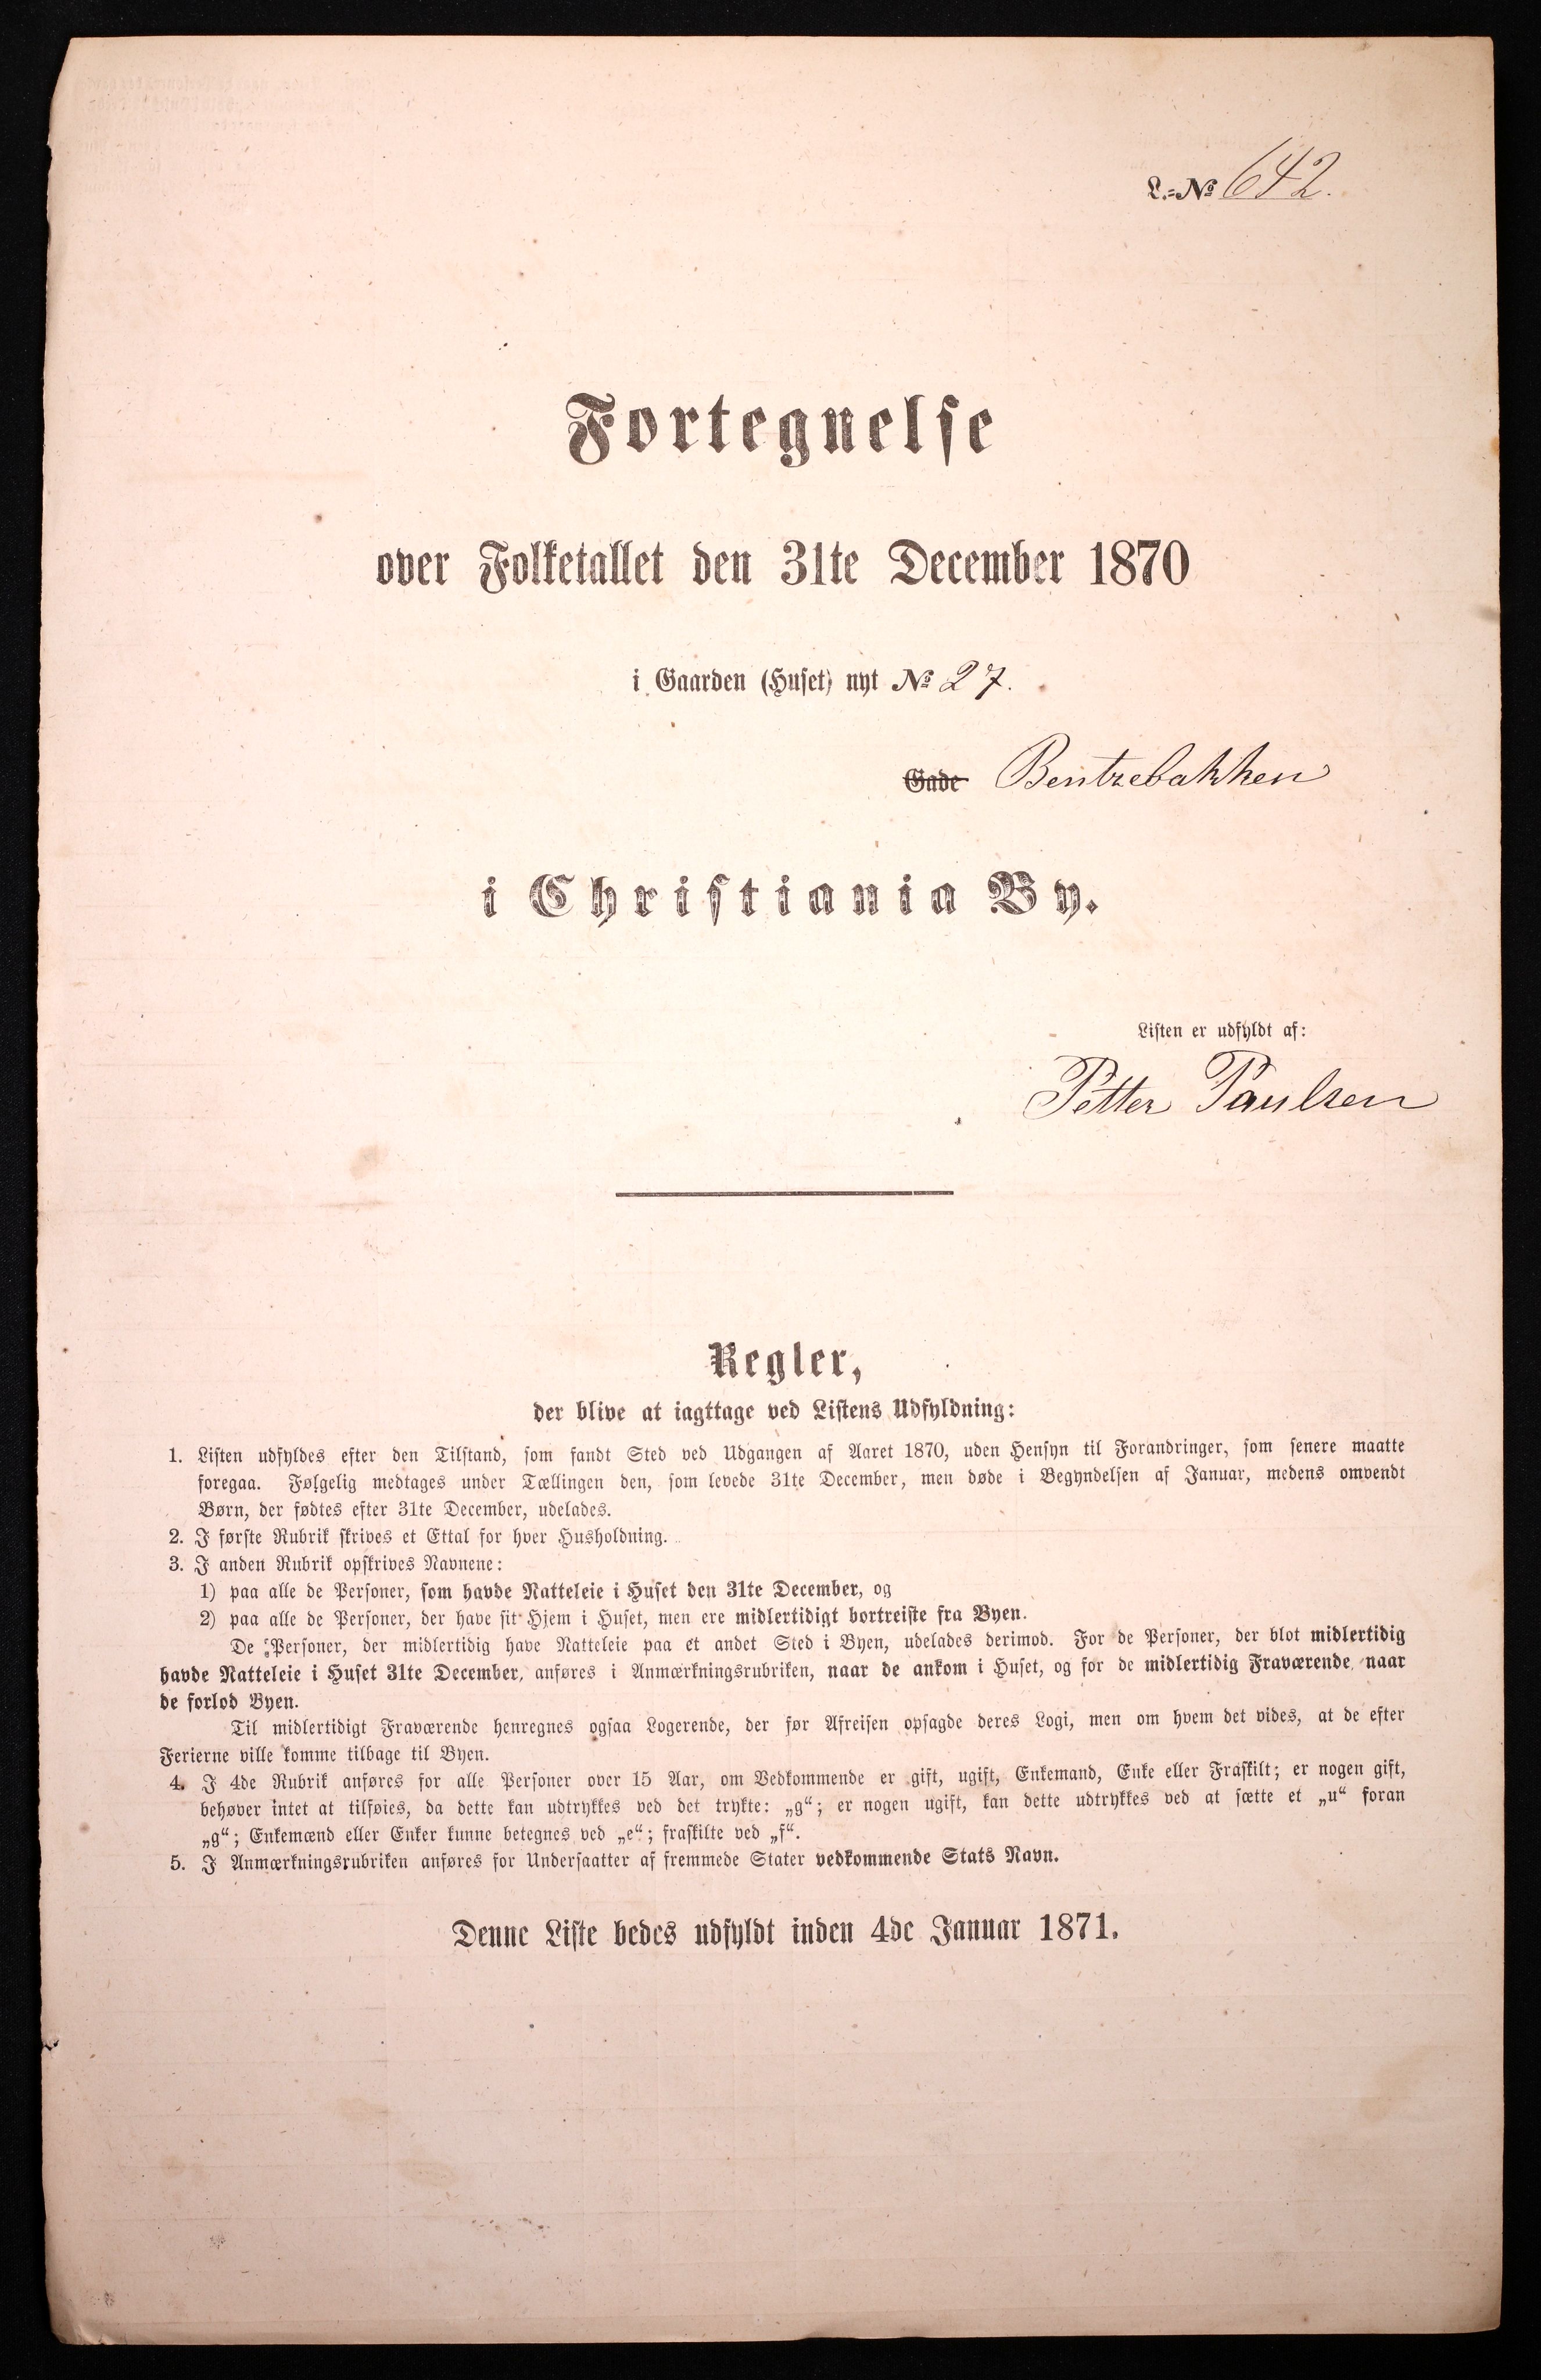 L.=№ 642.
Fortegnelse
over Folketallet den 31te December 1870
i Gaarden (Huset) nyt № 27.
Gade Bentzebakken
i Christiania By.
Listen er udfyldt af:
Petter Paulsen
Regler,
der blive at iagttage ved Listens Udfyldning:
1. Listen udfyldes efter den Tilstand, som fandt Sted ved Udgangen af Aaret 1870, uden Hensyn til Forandringer, som senere maatte
foregaa. Følgelig medtages under Tællingen den, som levede 31te December, men døde i Begyndelsen af Januar, medens omvendt
Børn, der fødtes efter 31te December, udelades.
2. I første Rubrik skrives et Ettal for hver Husholdning.
3. I anden Rubrik opskrives Navnene:
1) paa alle de Personer, som havde Natteleie i Huset den 31te December, og
2) paa alle de Personer, der have sit Hjem i Huset, men ere midlertidigt bortreiste fra Byen.
De Personer, der midlertidig have Natteleie paa et andet Sted i Byen, udelades derimod. For de Personer, der blot midlertidig
havde Natteleie i Huset 31te December, anføres i Anmærkningsrubriken, naar de ankom i Huset, og for de midlertidig Fraværende naar
de forlod Byen.
Til midlertidigt Fraværende henregnes ogsaa Logerende, der før Afreisen opsagde deres Logi, men om hvem det vides, at de efter
Ferierne ville komme tilbage til Byen.
4. I 4de Rubrik anføres for alle Personer over 15 Aar, om Vedkommende er gift, ugift, Enkemand, Enke eller Fraskilt; er nogen gift,
behøver intet at tilføies, da dette kan udtrykkes ved det trykte: „g“; er nogen ugift, kan dette udtrykkes ved at sætte et „u“ foran
„g“; Enkemænd eller Enker kunne betegnes ved „e“; fraskilte ved „f“.
5. I Anmærkningsrubriken anføres for Undersaatter af fremmede Stater vedkommende Stats Navn.
Denne Liste bedes udfyldt inden 4de Januar 1871.